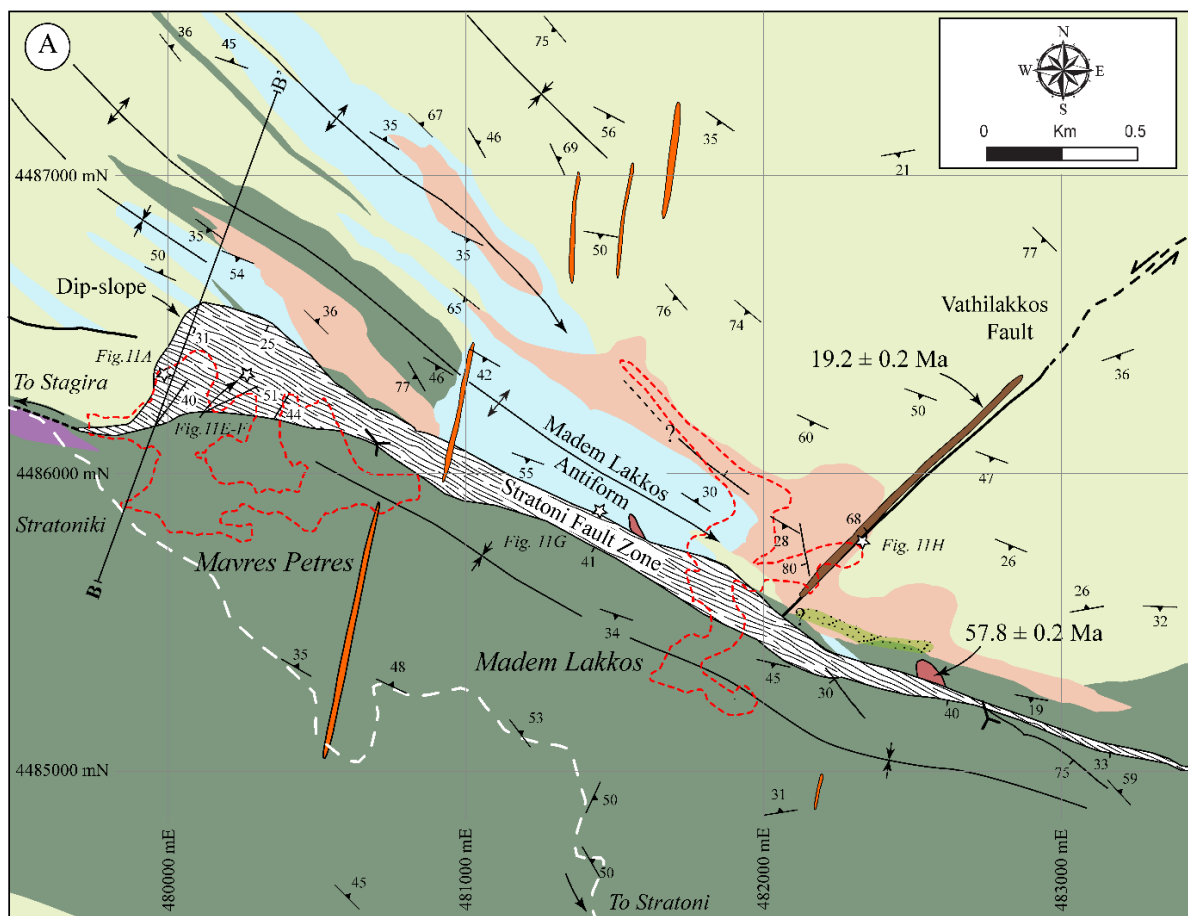 A
36
45
B'
75
N
W
E
S
0
Km
0.5
67
35
46
56
69
35
21
4487000 mN
35
50
54
35
50
77
Dip-slope
65
76
74
Vathilakkos
Fault
36
31
25
Fig.11A
77
46
42
19.2 ± 0.2 Ma
36
To Stagira
40
51
44
Fig.11E-F
?
50
60
4486000 mN
Madem Lakkos
Antiform
55
30
47
Stratoni Fault Zone
Stratoniki
68
28
80
Fig. 11H
Fig. 11G
41
26
Mavres Petres
B
26
32
?
34
57.8 ± 0.2 Ma
Madem Lakkos
35
48
45
30
40
19
53
4485000 mN
75
33
59
50
31
480000 mE
481000 mE
482000 mE
483000 mE
50
45
To Stratoni